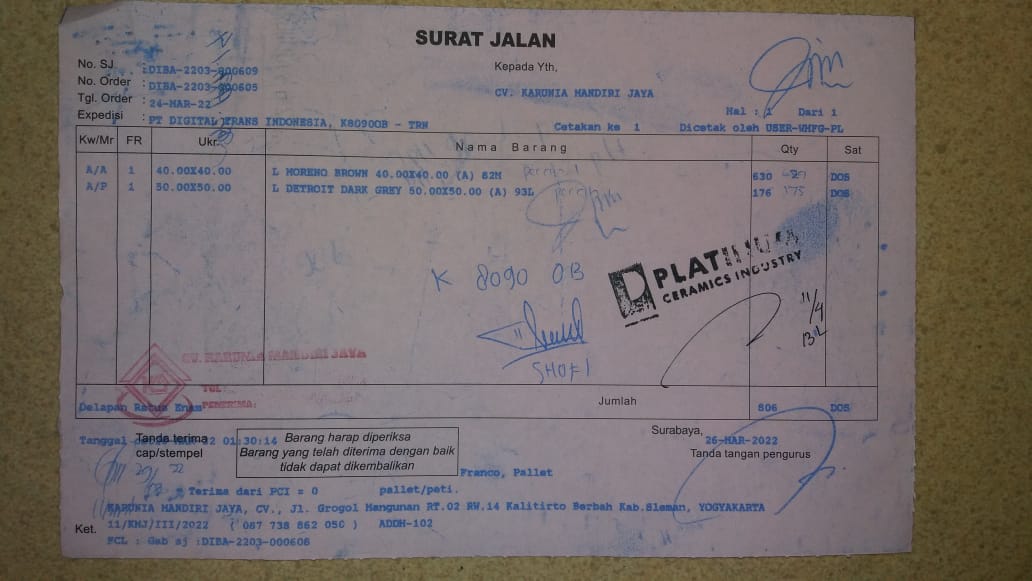 SURAT JALAN
No. SJ : DIBA-2203-000609
Kepada Yth,
No. Order : DIBA-2203-000605
CV. KARUNIA MANDIRI JAYA
Tgl. Order : 24-MAR-22
Hal : 1 Dari 1
Expedisi : PT DIGITAL TRANS INDONESIA, K8090OB - TRN
Cetakan ke 1 Dicetak oleh USER-WHFG-PL
Kw/Mr FR Ukr. Nama Barang Qty Sat
A/A 1 40.00X40.00 L MORENO BROWN 40.00X40.00 (A) 82M 630 DOS
A/P 1 50.00X50.00 L DETROIT DARK GREY 50.00X50.00 (A) 93L 176 175 DOS
K 8090 OB
PLATINUM
CERAMICS INDUSTRY
11/4
SHOFI
CV. KARUNIA MANDIRI JAYA
TGL:
PENERIMA:
Jumlah 806 DOS
Delapan Ratus Enam
Surabaya, 26-MAR-2022
Tanggal 01:30:14
Tanda terima
cap/stempel
Barang harap diperiksa
Barang yang telah diterima dengan baik
tidak dapat dikembalikan
Tanda tangan pengurus
Franco, Pallet
Terima dari PCI = 0 pallet/peti.
KARUNIA MANDIRI JAYA, CV., Jl. Grogol Mangunan RT.02 RW.14 Kalitirto Berbah Kab.Sleman, YOGYAKARTA
Ket. 11/KMJ/III/2022 ( 087 738 862 050 ) ADDH-102
FCL : Gab sj :DIBA-2203-000608